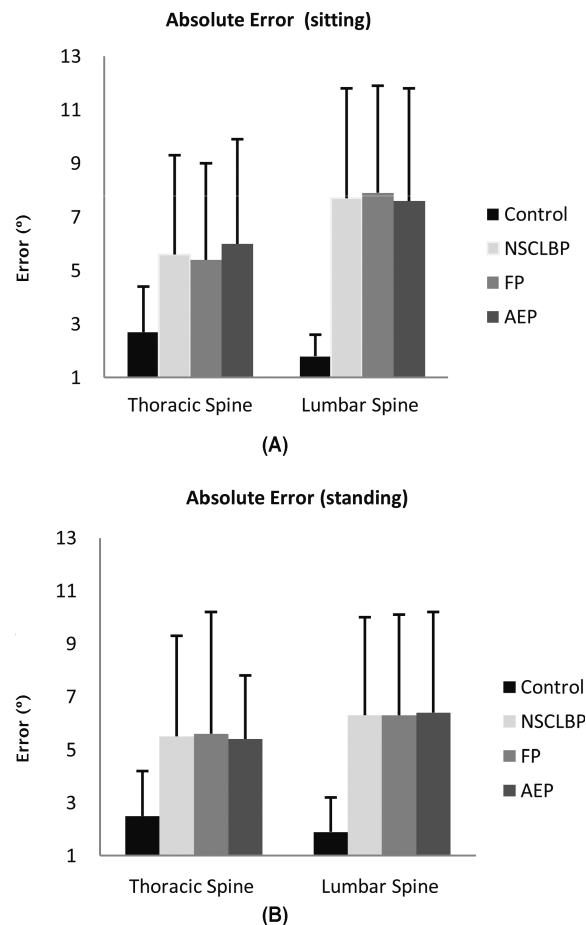 Absolute Error (sitting)
13
11
9
7
5
3
1
Error (º)
Thoracic Spine
Lumbar Spine
Control
NSCLBP
FP
AEP
(A)
Absolute Error (standing)
13
11
9
7
5
3
1
Error (º)
Thoracic Spine
Lumbar Spine
Control
NSCLBP
FP
AEP
(B)